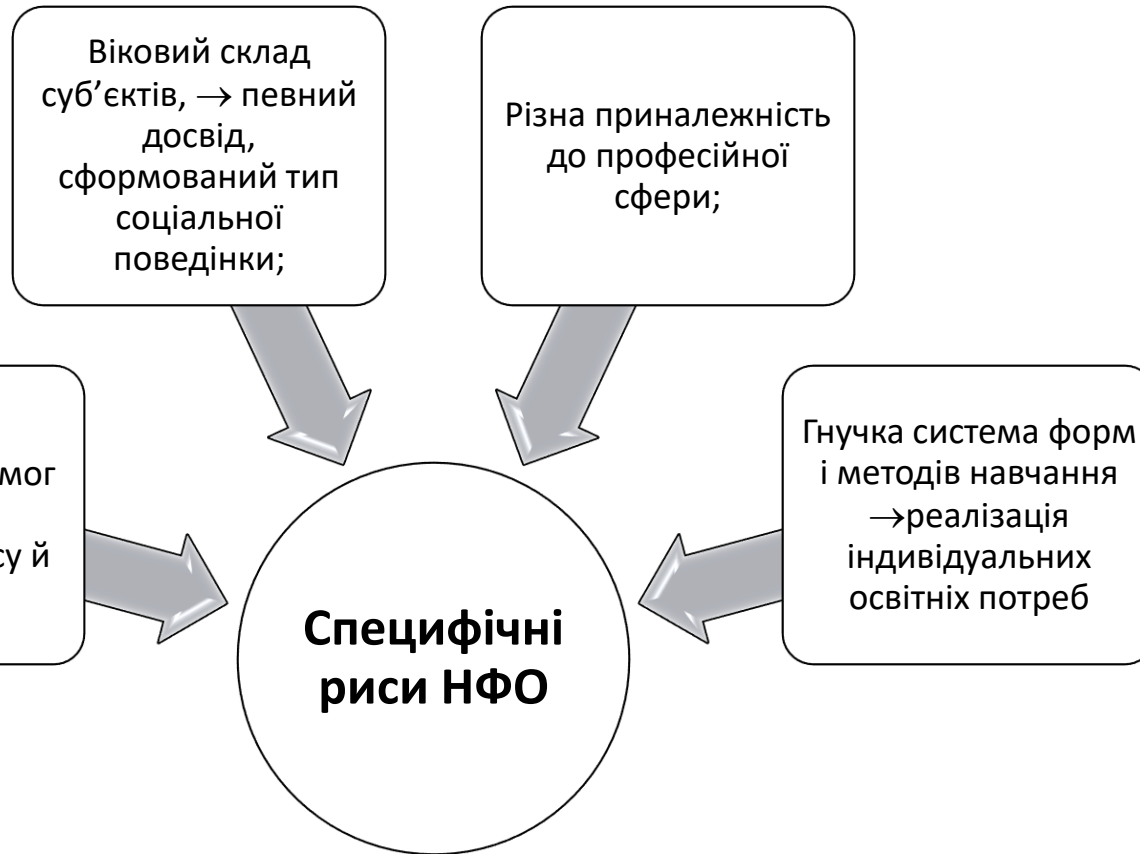 Віковий склад
суб’єктів, → певний
досвід,
сформований тип
соціальної
поведінки;
Різна приналежність
до професійної
сфери;
й
Гнучка система форм
і методів навчання
→реалізація
індивідуальних
освітніх потреб
Специфічні
риси НФО